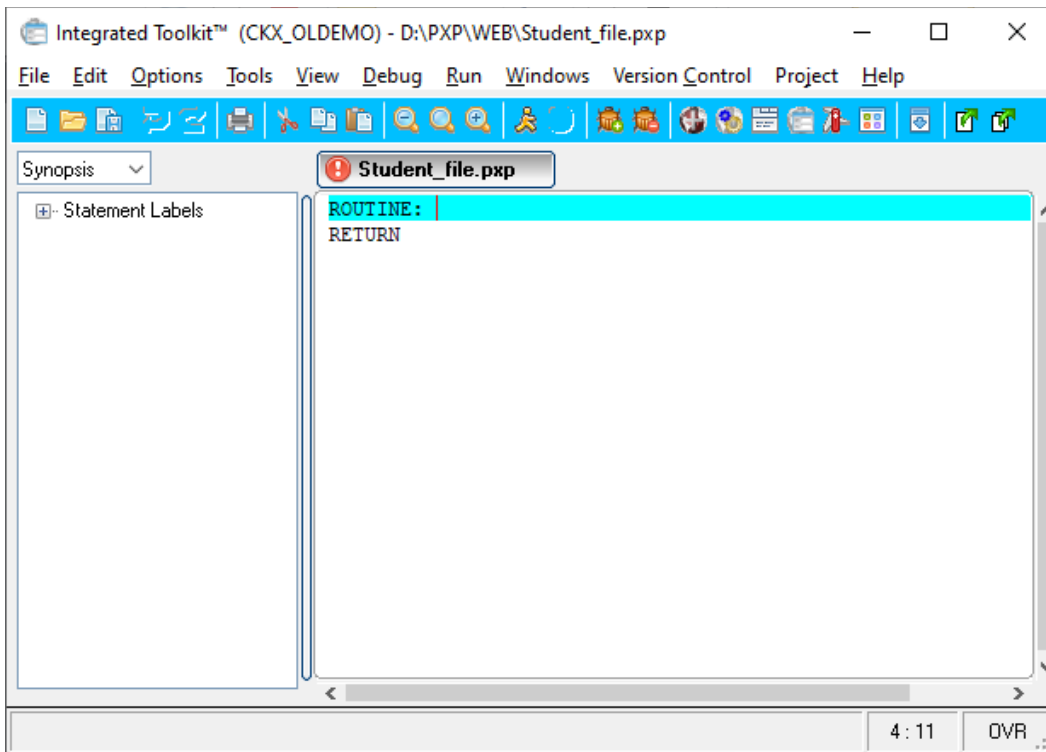 Integrated Toolkit™ (CKX_OLDEMO) - D:\PXP\WEB\Student_file.pxp
File Edit Options Tools View Debug Run Windows Version Control Project Help
Synopsis
Student_file.pxp
Statement Labels
ROUTINE:
RETURN
4 : 11 OVR